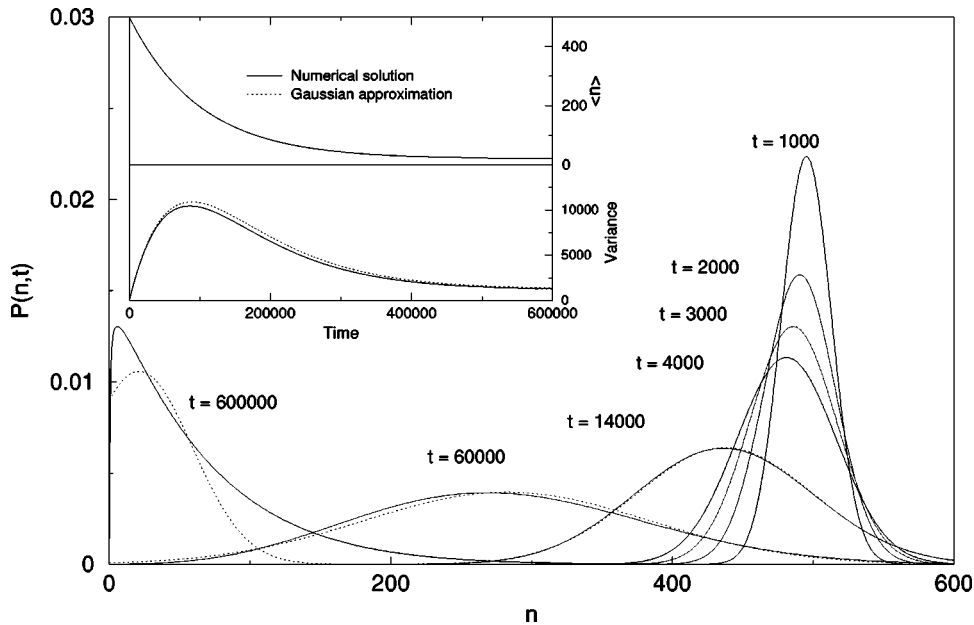 0.03
0.02
0.01
0
P(n,t)
0
200
400
600
n
Numerical solution
Gaussian approximation
400
200
0
<n>
10000
5000
0
Variance
0
200000
400000
600000
Time
t = 1000
t = 2000
t = 3000
t = 4000
t = 14000
t = 60000
t = 600000